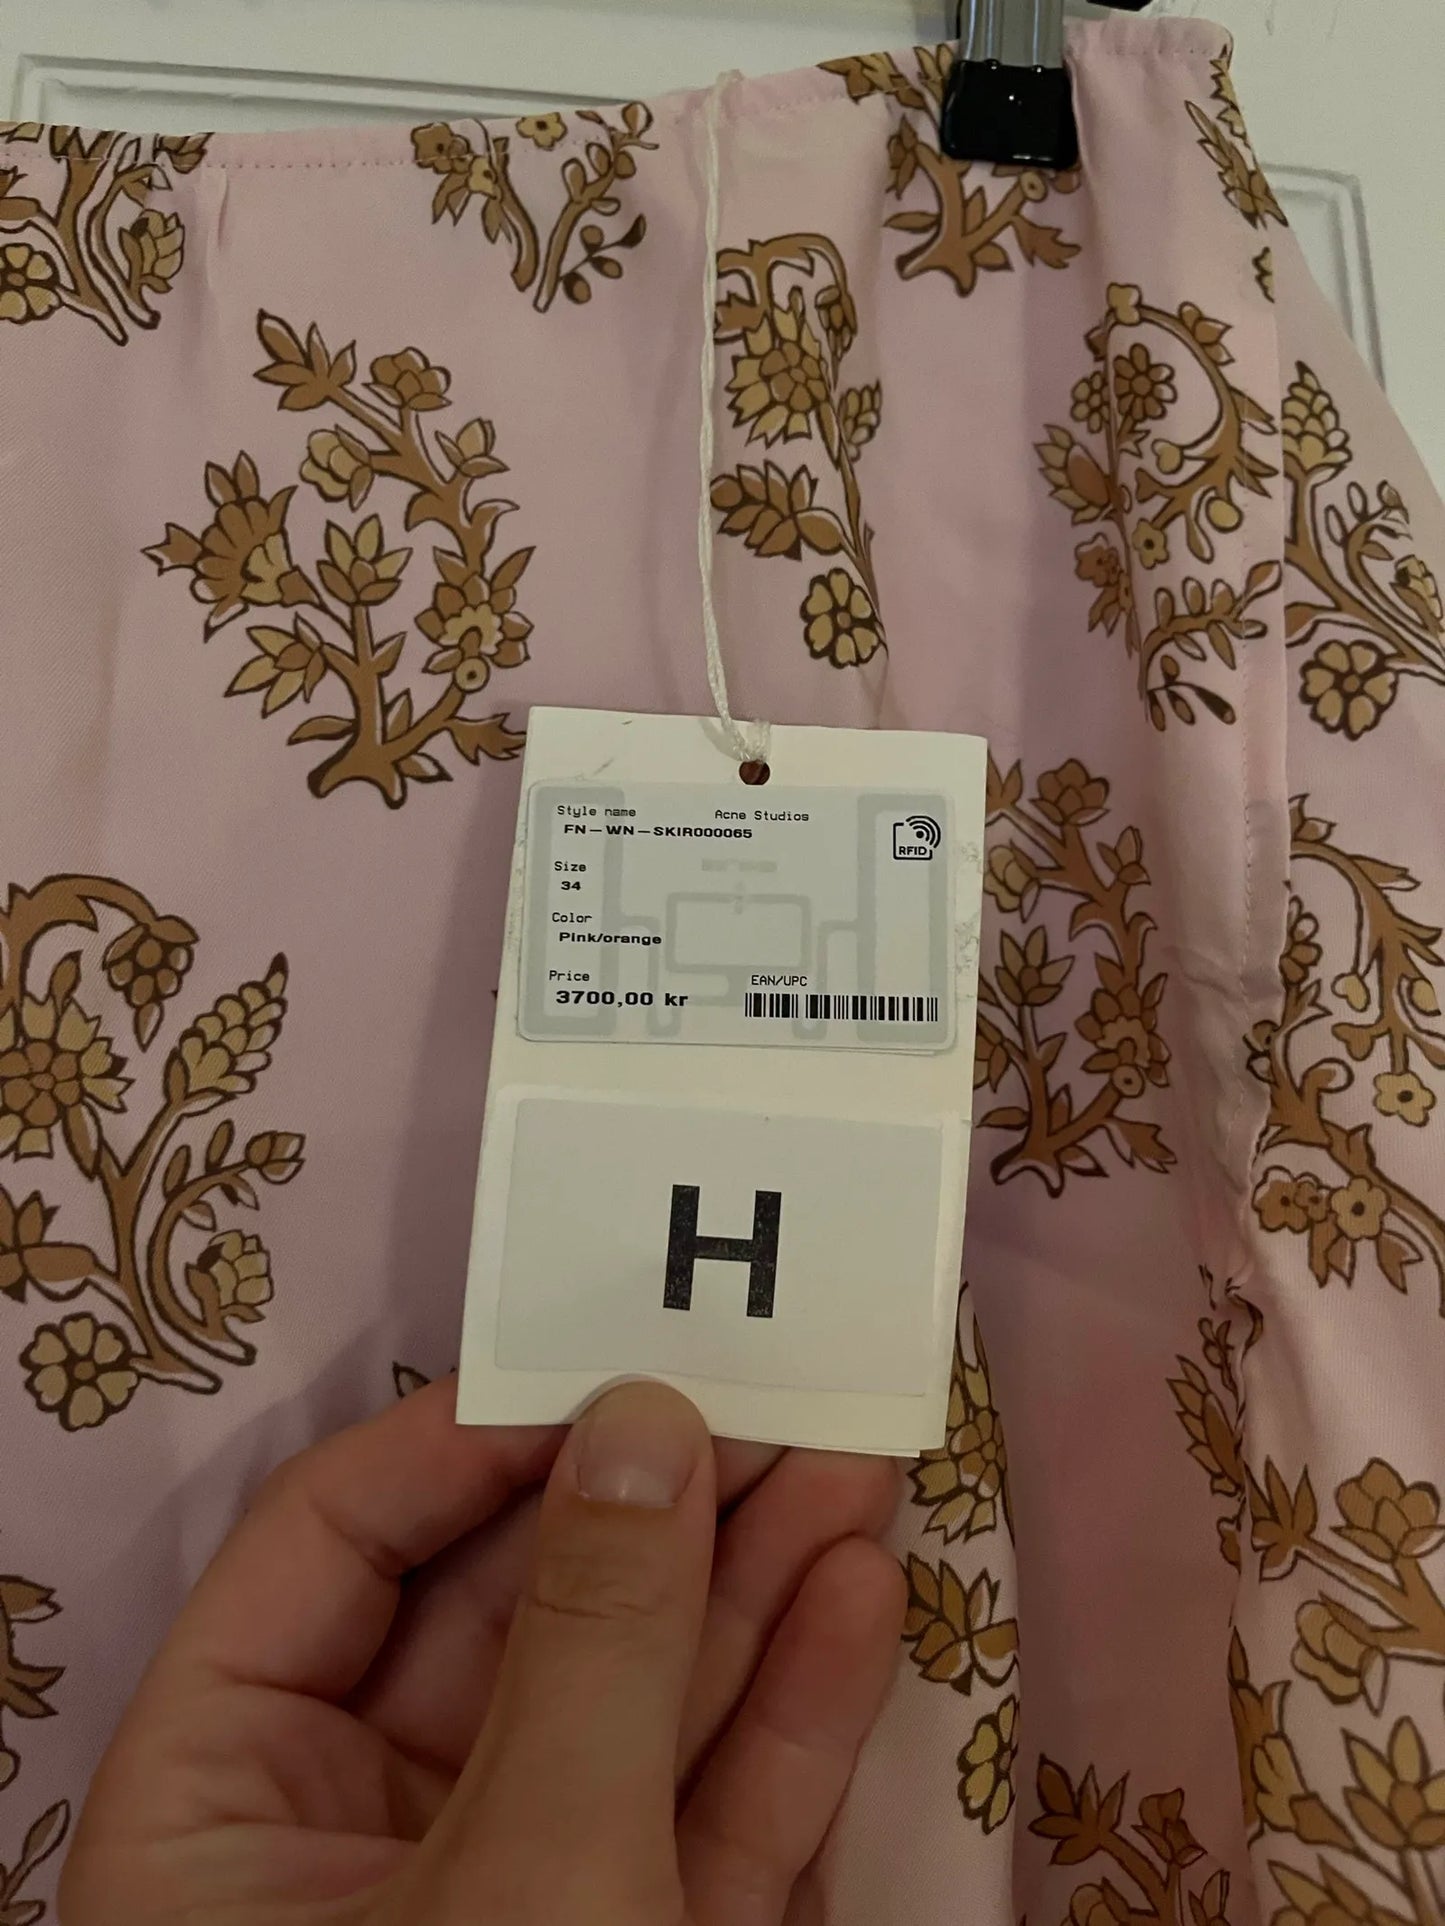 Style name Acne Studios
FN-WN-SKIR000065
RFID
Size
34
Color
Pink/orange
Price EAN/UPC
3700,00 kr
H